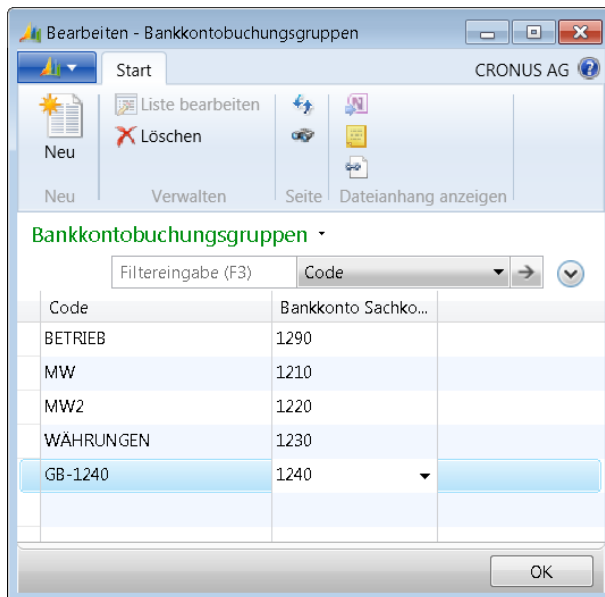 Bearbeiten - Bankkontobuchungsgruppen
Start
CRONUS AG
Neu
Liste bearbeiten
Löschen
Neu
Verwalten
Seite
Dateianhang anzeigen
Bankkontobuchungsgruppen
Filtereingabe (F3)
Code
Code
Bankkonto Sachko...
BETRIEB
1290
MW
1210
MW2
1220
WÄHRUNGEN
1230
GB-1240
1240
OK